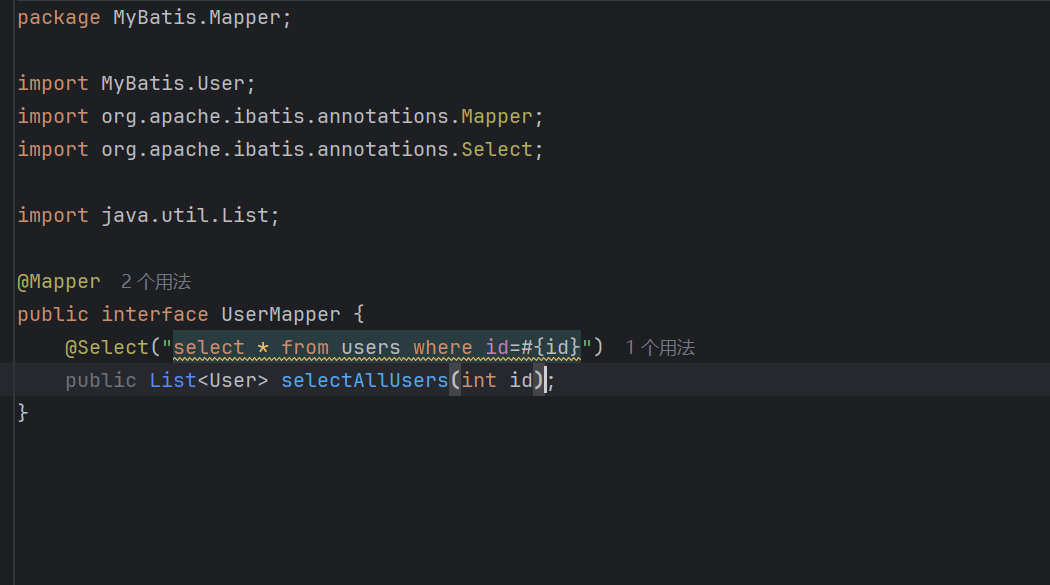 package MyBatis.Mapper;
import MyBatis.User;
import org.apache.ibatis.annotations.Mapper;
import org.apache.ibatis.annotations.Select;
import java.util.List;
@Mapper 2 个用法
public interface UserMapper {
@Select("select * from users where id=#{id}") 1 个用法
public List<User> selectAllUsers(int id);
}